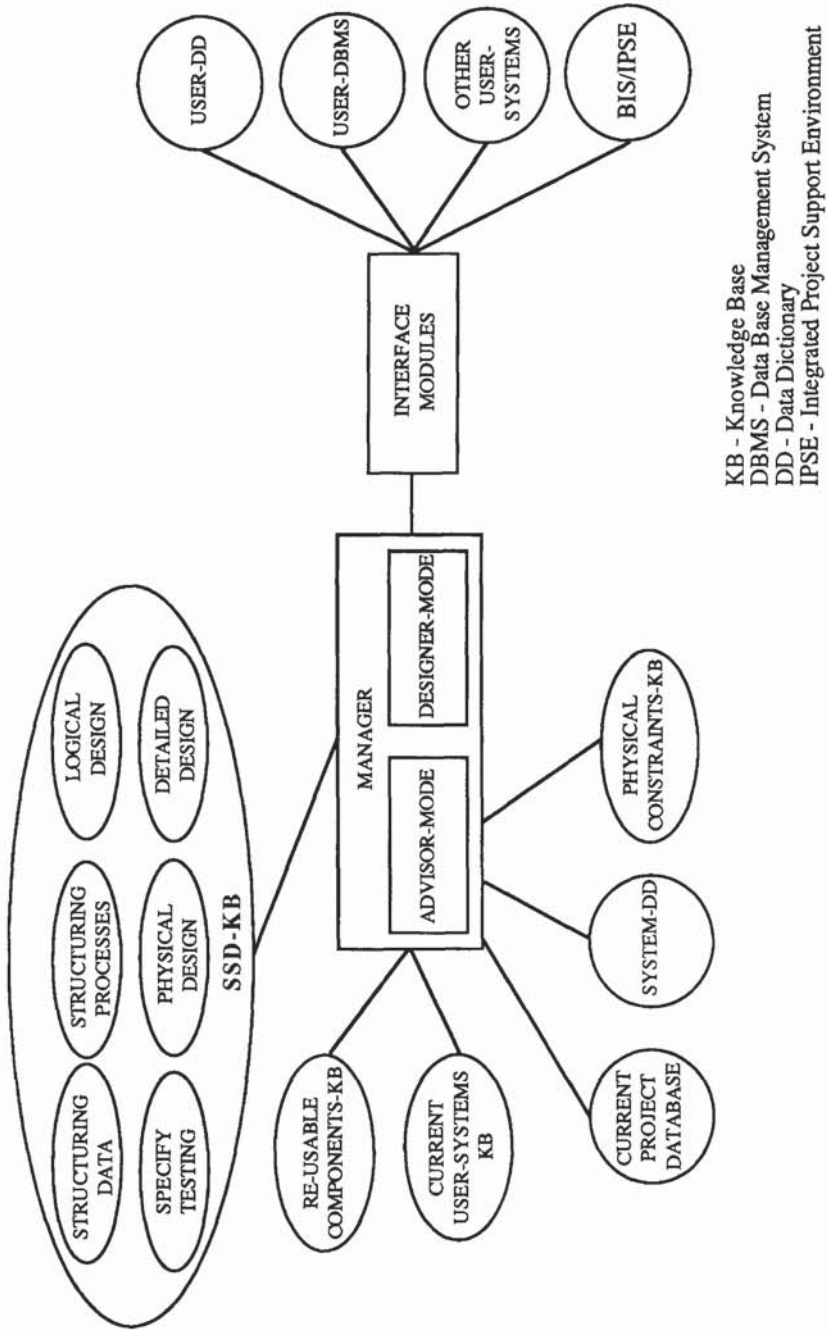 STRUCTURING
DATA
STRUCTURING
PROCESSES
LOGICAL
DESIGN
SPECIFY
TESTING
PHYSICAL
DESIGN
DETAILED
DESIGN
SSD-KB
RE-USABLE
COMPONENTS-KB
CURRENT
USER-SYSTEMS
KB
MANAGER
ADVISOR-MODE
DESIGNER-MODE
CURRENT
PROJECT
DATABASE
SYSTEM-DD
PHYSICAL
CONSTRAINTS-KB
INTERFACE
MODULES
USER-DD
USER-DBMS
OTHER
USER-
SYSTEMS
BIS/IPSE
KB - Knowledge Base
DBMS - Data Base Management System
DD - Data Dictionary
IPSE - Integrated Project Support Environment